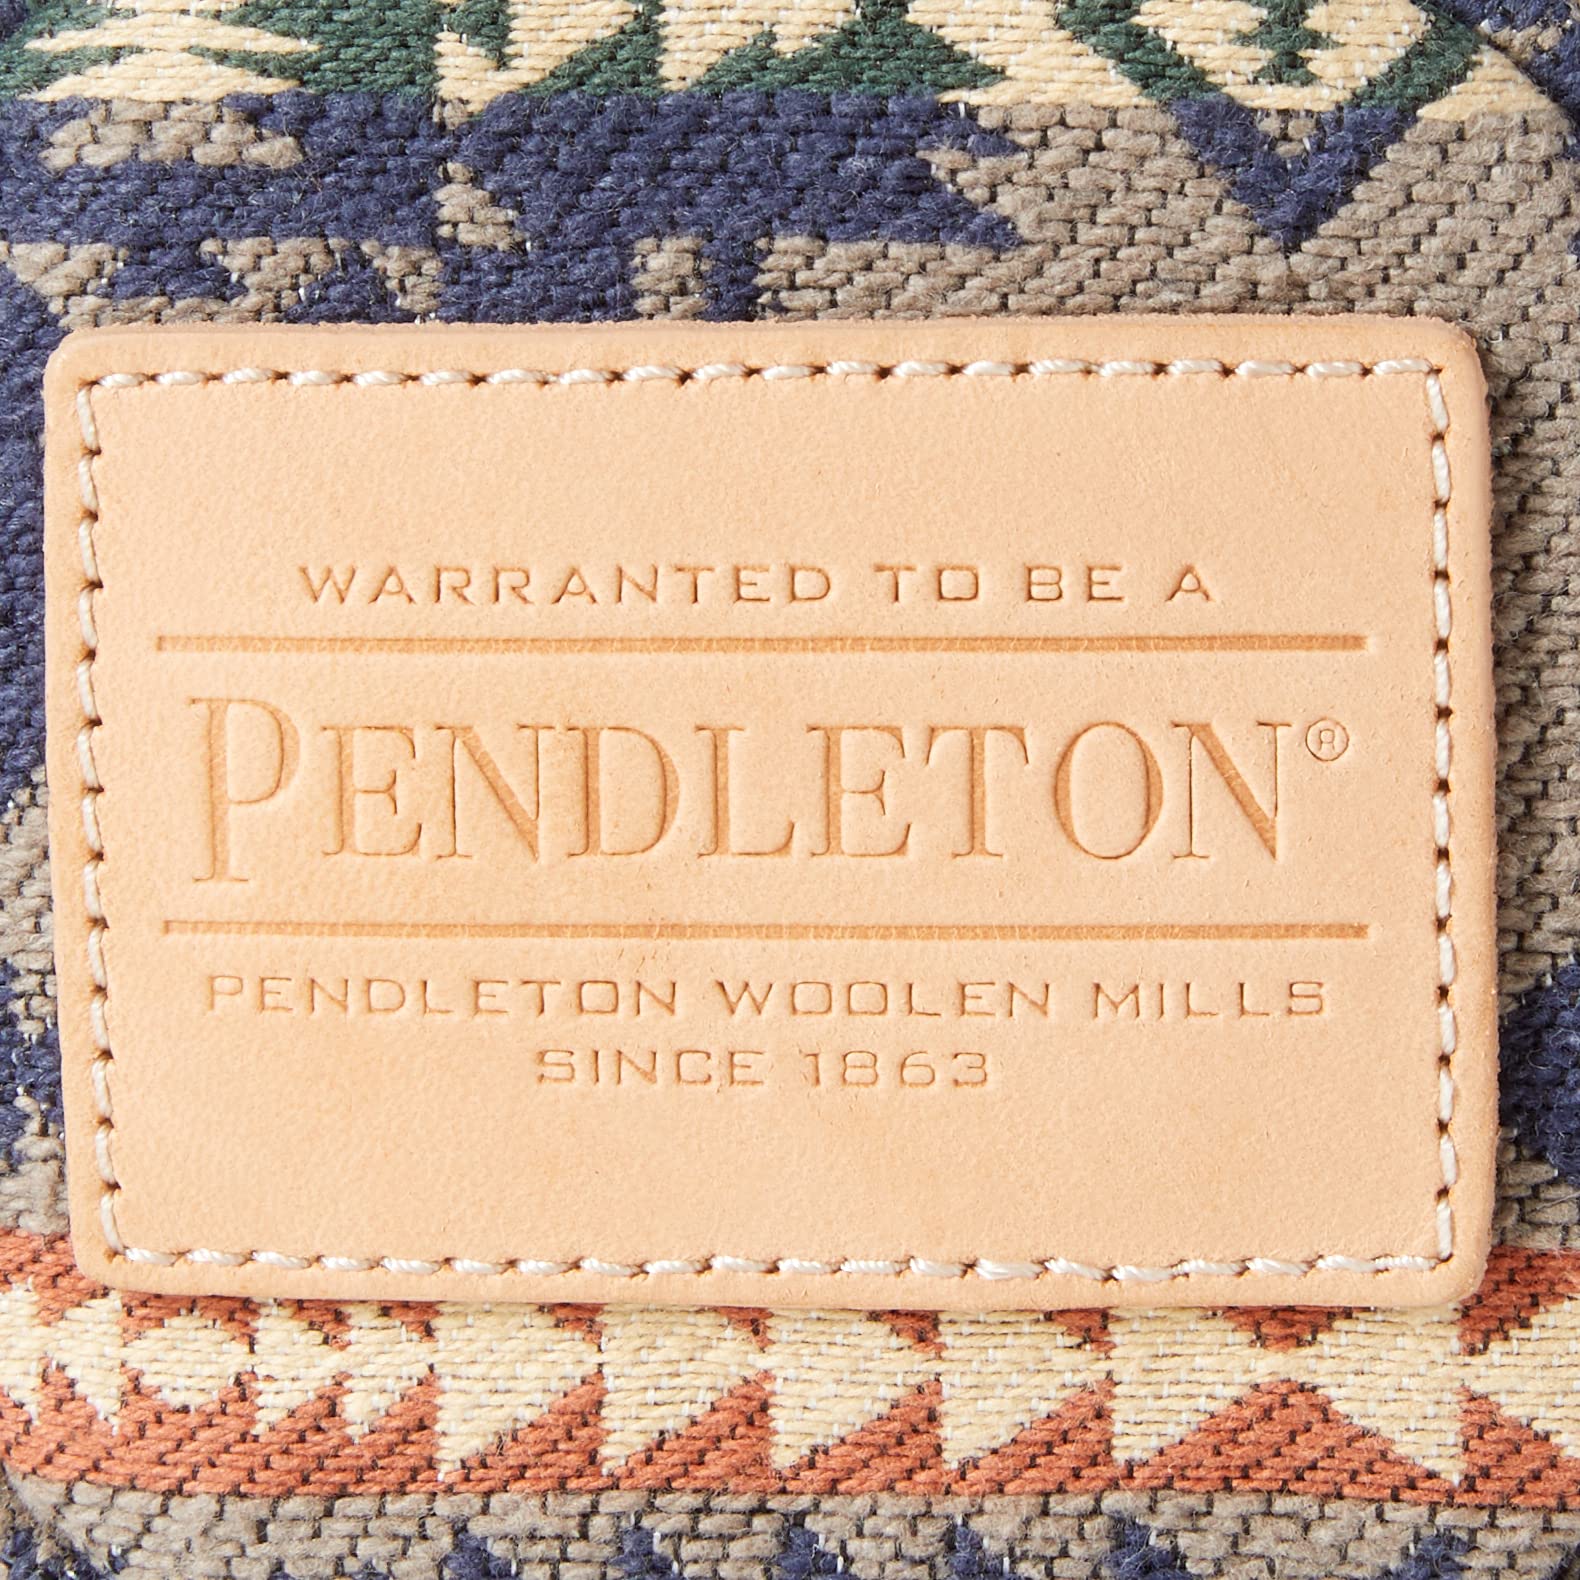 WARRANTED TO BE A
PENDLETON®
PENDLETON WOOLEN MILLS
SINCE 1863